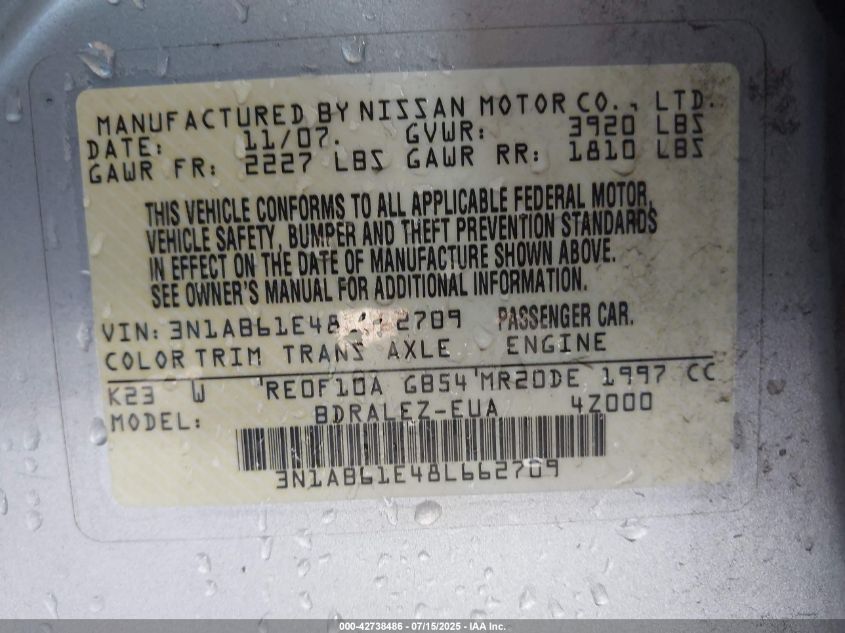 MANUFACTURED BY NISSAN MOTOR CO., LTD.
DATE: 11/07. GVWR: 3920 LBS
GAWR FR: 2227 LBS GAWR RR: 1810 LBS
THIS VEHICLE CONFORMS TO ALL APPLICABLE FEDERAL MOTOR
VEHICLE SAFETY, BUMPER AND THEFT PREVENTION STANDARDS
IN EFFECT ON THE DATE OF MANUFACTURE SHOWN ABOVE.
SEE OWNER'S MANUAL FOR ADDITIONAL INFORMATION.
VIN: PASSENGER CAR.
COLOR TRIM TRANS AXLE ENGINE
K23 W RE0F10A GB54 MR20DE 1997 CC
MODEL: BDRALEZ-EUA 4Z000
3N1AB61E48L662709
000-42738486 - 07/15/2025 - IAA Inc.